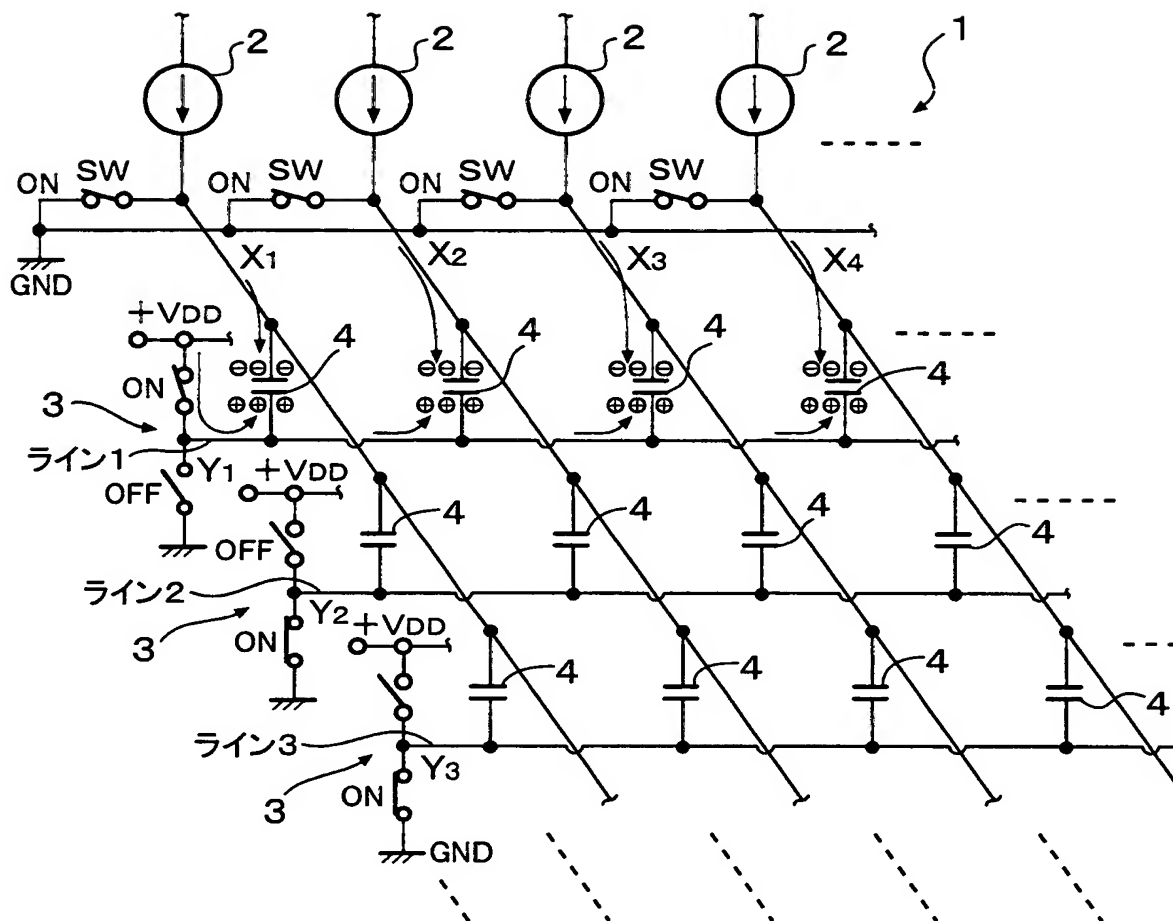 2 2 2 2 1
SW SW SW SW
ON ON ON ON
X1 X2 X3 X4
GND
+VDD
4 4 4 4
⊖⊖⊖ ⊖⊖⊖ ⊖⊖⊖ ⊖⊖⊖
ON
⊕⊕⊕ ⊕⊕⊕ ⊕⊕⊕ ⊕⊕⊕
3
ライン1 Y1
+VDD
OFF
4 4 4 4
OFF
ライン2 Y2
3
+VDD
ON
4 4 4 4
ライン3 Y3
3
ON
GND